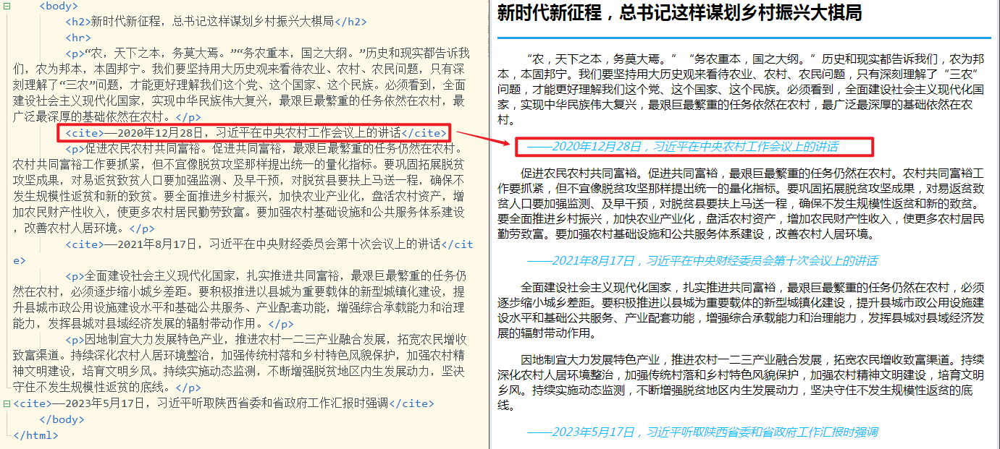 <body>
<h2>新时代新征程，总书记这样谋划乡村振兴大棋局</h2>
<hr>
<p>“农，天下之本，务莫大焉。”“务农重本，国之大纲。”历史和现实都告诉我
们，农为邦本，本固邦宁。我们要坚持用大历史观来看待农业、农村、农民问题，只有深
刻理解了“三农”问题，才能更好理解我们这个党、这个国家、这个民族。必须看到，全面
建设社会主义现代化国家，实现中华民族伟大复兴，最艰巨最繁重的任务依然在农村，最
广泛最深厚的基础依然在农村。</p>
<cite>——2020年12月28日，习近平在中央农村工作会议上的讲话</cite>
<p>促进农民农村共同富裕。促进共同富裕，最艰巨最繁重的任务仍然在农村。
农村共同富裕工作要抓紧，但不宜像脱贫攻坚那样提出统一的量化指标。要巩固拓展脱贫
攻坚成果，对易返贫致贫人口要加强监测、及早干预，对脱贫县要扶上马送一程，确保不
发生规模性返贫和新的致贫。要全面推进乡村振兴，加快农业产业化，盘活农村资产，增
加农民财产性收入，使更多农村居民勤劳致富。要加强农村基础设施和公共服务体系建设
，改善农村人居环境。</p>
<cite>——2021年8月17日，习近平在中央财经委员会第十次会议上的讲话</cit
e>
<p>全面建设社会主义现代化国家，扎实推进共同富裕，最艰巨最繁重的任务仍
然在农村，必须逐步缩小城乡差距。要积极推进以县城为重要载体的新型城镇化建设，提
升县城市政公用设施建设水平和基础公共服务、产业配套功能，增强综合承载能力和治理
能力，发挥县城对县域经济发展的辐射带动作用。</p>
<p>因地制宜大力发展特色产业，推进农村一二三产业融合发展，拓宽农民增收
致富渠道。持续深化农村人居环境整治，加强传统村落和乡村特色风貌保护，加强农村精
神文明建设，培育文明乡风。持续实施动态监测，不断增强脱贫地区内生发展动力，坚决
守住不发生规模性返贫的底线。</p>
<cite>——2023年5月17日，习近平听取陕西省委和省政府工作汇报时强调</cite>
</body>
</html>
新时代新征程，总书记这样谋划乡村振兴大棋局
“农，天下之本，务莫大焉。”“务农重本，国之大纲。”历史和现实都告诉我们，农为邦
本，本固邦宁。我们要坚持用大历史观来看待农业、农村、农民问题，只有深刻理解了“三农”
问题，才能更好理解我们这个党、这个国家、这个民族。必须看到，全面建设社会主义现代化国
家，实现中华民族伟大复兴，最艰巨最繁重的任务依然在农村，最广泛最深厚的基础依然在农
村。
——2020年12月28日，习近平在中央农村工作会议上的讲话
促进农民农村共同富裕。促进共同富裕，最艰巨最繁重的任务仍然在农村。农村共同富裕工
作要抓紧，但不宜像脱贫攻坚那样提出统一的量化指标。要巩固拓展脱贫攻坚成果，对易返贫致
贫人口要加强监测、及早干预，对脱贫县要扶上马送一程，确保不发生规模性返贫和新的致贫。
要全面推进乡村振兴，加快农业产业化，盘活农村资产，增加农民财产性收入，使更多农村居民
勤劳致富。要加强农村基础设施和公共服务体系建设，改善农村人居环境。
——2021年8月17日，习近平在中央财经委员会第十次会议上的讲话
全面建设社会主义现代化国家，扎实推进共同富裕，最艰巨最繁重的任务仍然在农村，必须
逐步缩小城乡差距。要积极推进以县城为重要载体的新型城镇化建设，提升县城市政公用设施建
设水平和基础公共服务、产业配套功能，增强综合承载能力和治理能力，发挥县城对县域经济发
展的辐射带动作用。
因地制宜大力发展特色产业，推进农村一二三产业融合发展，拓宽农民增收致富渠道。持续
深化农村人居环境整治，加强传统村落和乡村特色风貌保护，加强农村精神文明建设，培育文明
乡风。持续实施动态监测，不断增强脱贫地区内生发展动力，坚决守住不发生规模性返贫的底
线。
——2023年5月17日，习近平听取陕西省委和省政府工作汇报时强调